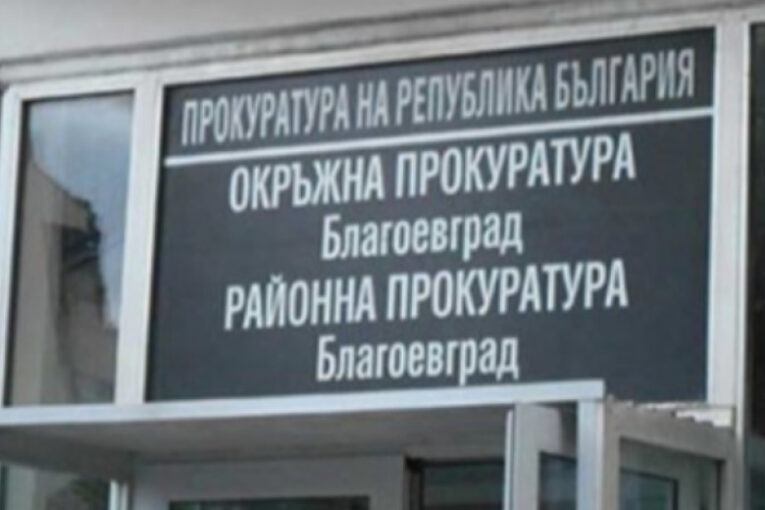 ПРОКУРАТУРА НА РЕПУБЛИКА БЪЛГАРИЯ
ОКРЪЖНА ПРОКУРАТУРА
Благоевград
РАЙОННА ПРОКУРАТУРА
Благоевград